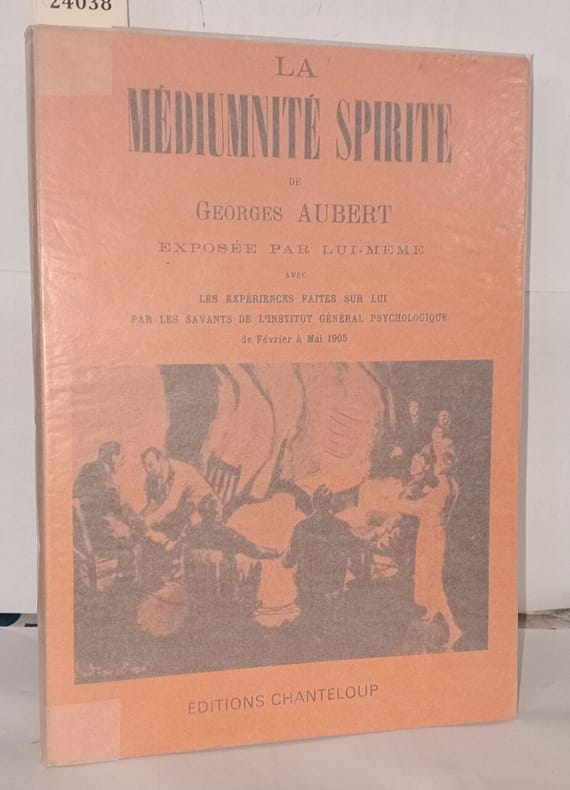 24038
LA
MÉDIUMNITÉ SPIRITE
DE
GEORGES AUBERT
EXPOSÉE PAR LUI-MÊME
AVEC
LES EXPÉRIENCES FAITES SUR LUI
PAR LES SAVANTS DE L'INSTITUT GÉNÉRAL PSYCHOLOGIQUE
de Février à Mai 1905
ÉDITIONS CHANTELOUP